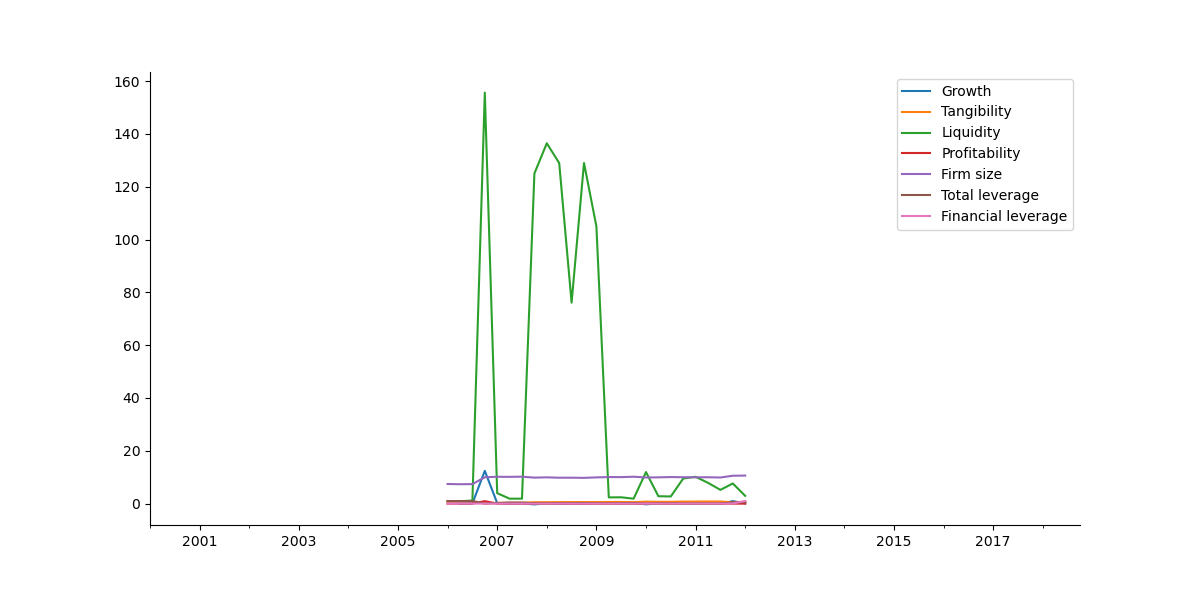 160
140
120
100
80
60
40
20
0
2001 2003 2005 2007 2009 2011 2013 2015 2017
Growth
Tangibility
Liquidity
Profitability
Firm size
Total leverage
Financial leverage